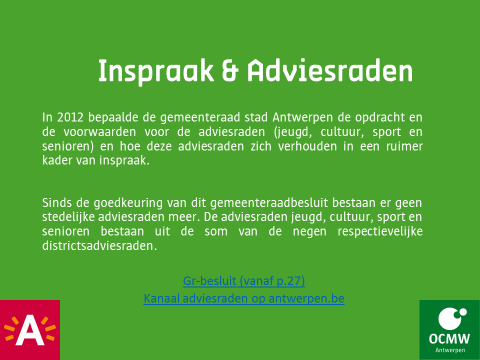 Inspraak & Adviesraden
In 2012 bepaalde de gemeenteraad stad Antwerpen de opdracht en
de voorwaarden voor de adviesraden (jeugd, cultuur, sport en
senioren) en hoe deze adviesraden zich verhouden in een ruimer
kader van inspraak.
Sinds de goedkeuring van dit gemeenteraadbesluit bestaan er geen
stedelijke adviesraden meer. De adviesraden jeugd, cultuur, sport en
senioren bestaan uit de som van de negen respectievelijke
districtsadviesraden.
Gr-besluit (vanaf p.27)
Kanaal adviesraden op antwerpen.be
A
OCMW
Antwerpen